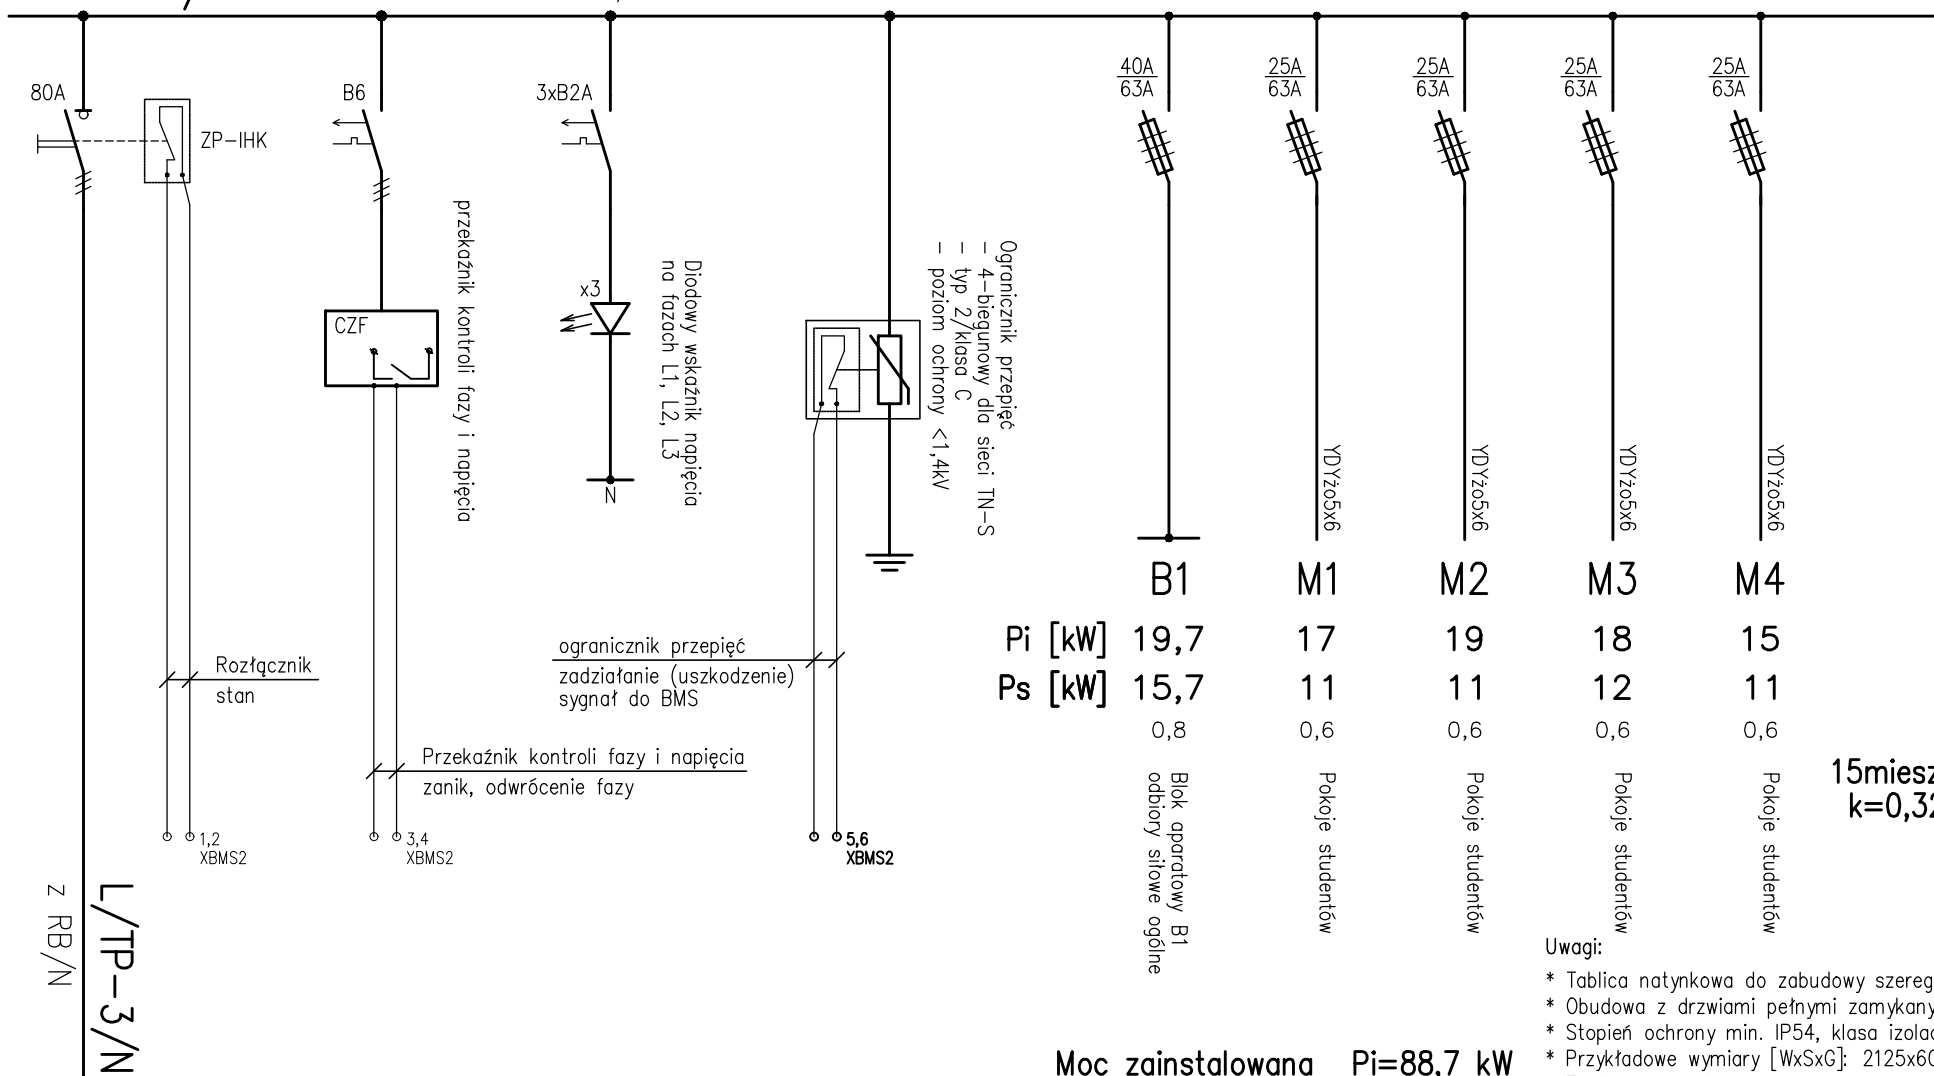 80A
ZP-IHK
B6
3xB2A
40A
63A
25A
63A
25A
63A
25A
63A
25A
63A
przekaźnik kontroli fazy i napięcia
CZF
x3
Diodowy wskaźnik napięcia
na fazach L1, L2, L3
N
Ogranicznik przepięć
- 4-biegunowy dla sieci TN-S
- typ 2/klasa C
- poziom ochrony <1,4kV
YDYżo5x6
YDYżo5x6
YDYżo5x6
YDYżo5x6
B1 M1 M2 M3 M4
Pi [kW] 19,7 17 19 18 15
Ps [kW] 15,7 11 11 12 11
0,8 0,6 0,6 0,6 0,6
Rozłącznik
stan
ogranicznik przepięć
zadziałanie (uszkodzenie)
sygnał do BMS
Przekaźnik kontroli fazy i napięcia
zanik, odwrócenie fazy
1,2
XBMS2
3,4
XBMS2
5,6
XBMS2
Blok aparatowy B1
odbiory siłowe ogólne
Pokoje studentów
Pokoje studentów
Pokoje studentów
Pokoje studentów
15miesz
k=0,32
L/TP-3/N
z RB/N
Uwagi:
* Tablica natynkowa do zabudowy szereg
* Obudowa z drzwiami pełnymi zamykany
* Stopień ochrony min. IP54, klasa izolac
* Przykładowe wymiary [WxSxG]: 2125x60
Moc zainstalowana Pi=88,7 kW